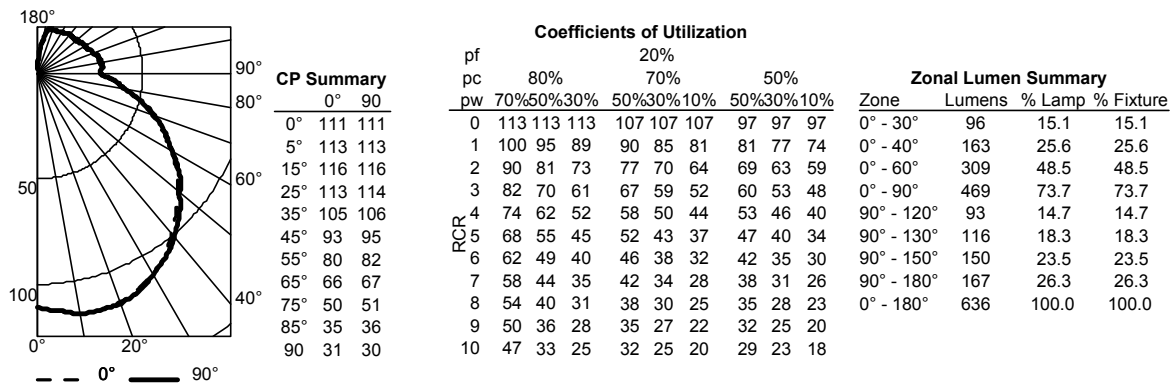 180°
90°
80°
60°
40°
50
100
0° 20°
0° 90°
CP Summary
0° 90
0° 111 111
5° 113 113
15° 116 116
25° 113 114
35° 105 106
45° 93 95
55° 80 82
65° 66 67
75° 50 51
85° 35 36
90 31 30
Coefficients of Utilization
pf 20%
pc 80% 70% 50%
pw 70%50%30% 50%30%10% 50%30%10%
RCR
0 113 113 113 107 107 107 97 97 97
1 100 95 89 90 85 81 81 77 74
2 90 81 73 77 70 64 69 63 59
3 82 70 61 67 59 52 60 53 48
4 74 62 52 58 50 44 53 46 40
5 68 55 45 52 43 37 47 40 34
6 62 49 40 46 38 32 42 35 30
7 58 44 35 42 34 28 38 31 26
8 54 40 31 38 30 25 35 28 23
9 50 36 28 35 27 22 32 25 20
10 47 33 25 32 25 20 29 23 18
Zonal Lumen Summary
Zone Lumens % Lamp % Fixture
0° - 30° 96 15.1 15.1
0° - 40° 163 25.6 25.6
0° - 60° 309 48.5 48.5
0° - 90° 469 73.7 73.7
90° - 120° 93 14.7 14.7
90° - 130° 116 18.3 18.3
90° - 150° 150 23.5 23.5
90° - 180° 167 26.3 26.3
0° - 180° 636 100.0 100.0